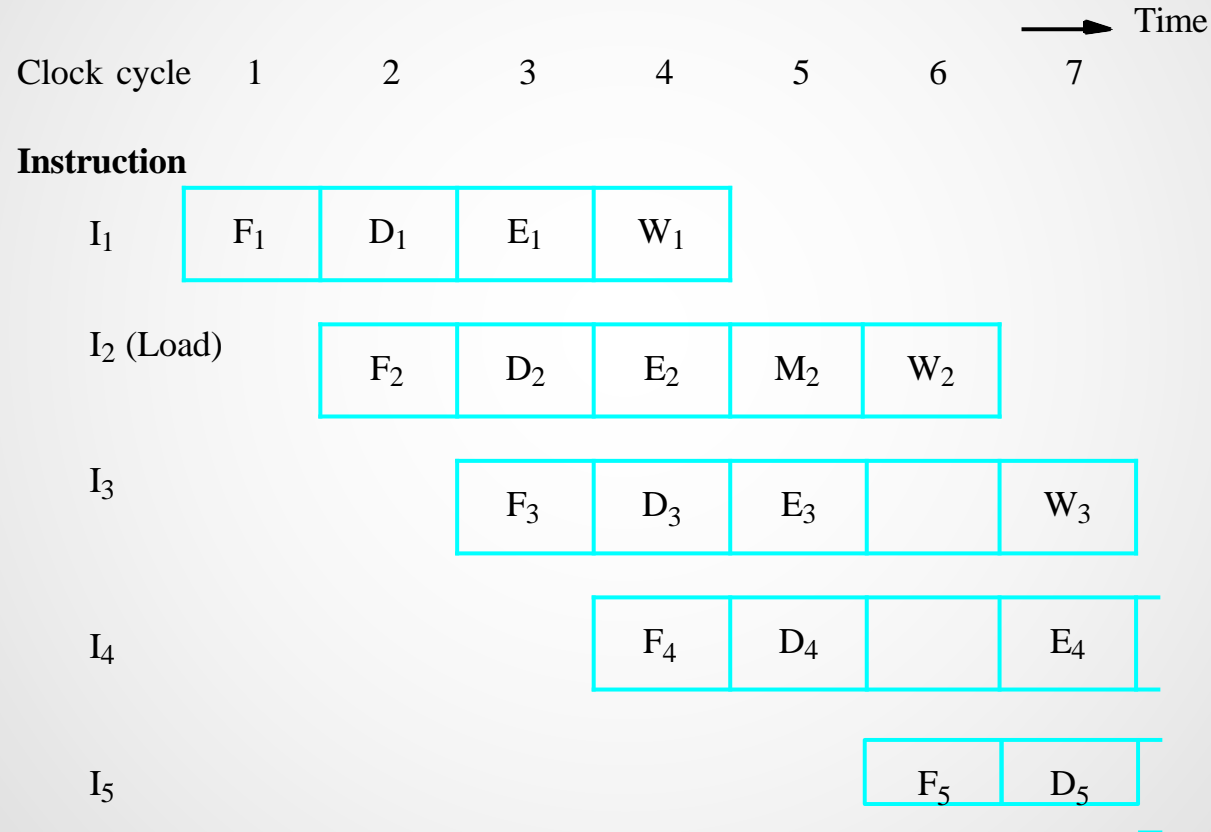 Time
Clock cycle 1 2 3 4 5 6 7
Instruction
I1 F1 D1 E1 W1
I2 (Load) F2 D2 E2 M2 W2
I3 F3 D3 E3 W3
I4 F4 D4 E4
I5 F5 D5